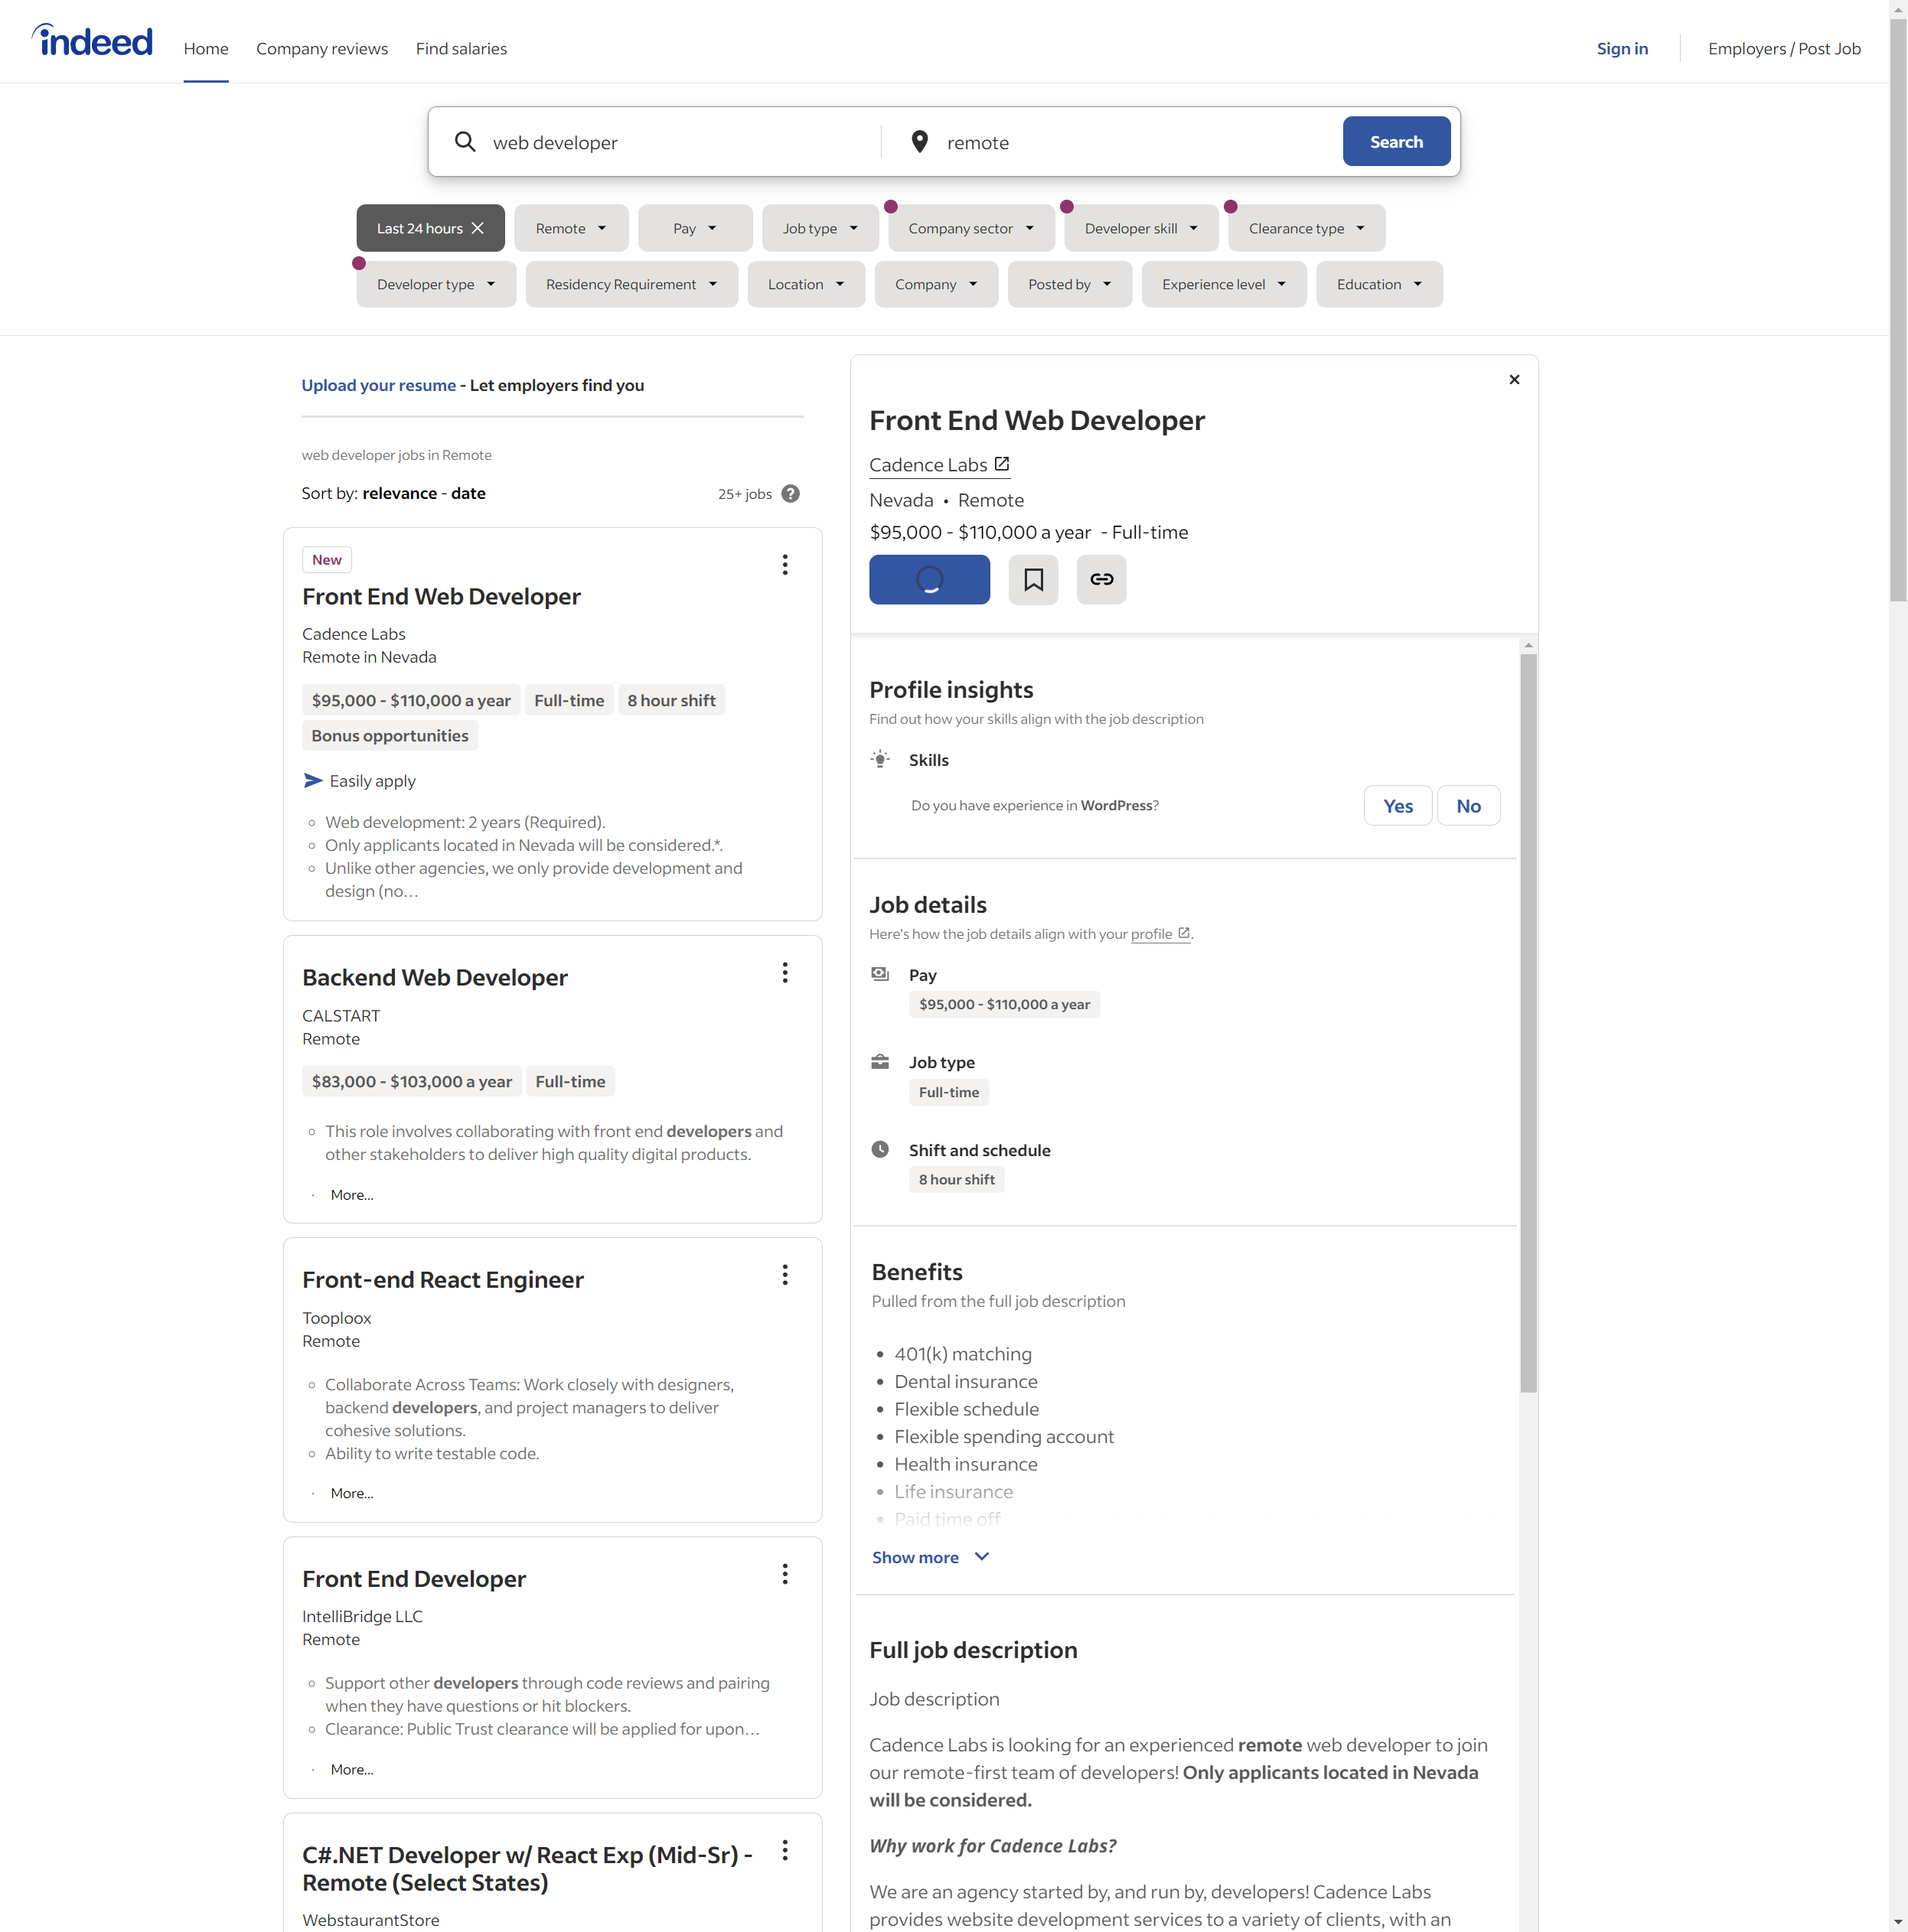 indeed
Home
Company reviews
Find salaries
Sign in
Employers / Post Job
web developer
remote
Search
Last 24 hours
Remote
Pay
Job type
Company sector
Developer skill
Clearance type
Developer type
Residency Requirement
Location
Company
Posted by
Experience level
Education
Upload your resume - Let employers find you
web developer jobs in Remote
Sort by: relevance - date
25+ jobs ?
New
Front End Web Developer
Cadence Labs
Remote in Nevada
$95,000 - $110,000 a year
Full-time
8 hour shift
Bonus opportunities
Easily apply
Web development: 2 years (Required).
Only applicants located in Nevada will be considered.*.
Unlike other agencies, we only provide development and
design (no…
Backend Web Developer
CALSTART
Remote
$83,000 - $103,000 a year
Full-time
This role involves collaborating with front end developers and
other stakeholders to deliver high quality digital products.
More...
Front-end React Engineer
Tooploox
Remote
Collaborate Across Teams: Work closely with designers,
backend developers, and project managers to deliver
cohesive solutions.
Ability to write testable code.
More...
Front End Developer
IntelliBridge LLC
Remote
Support other developers through code reviews and pairing
when they have questions or hit blockers.
Clearance: Public Trust clearance will be applied for upon…
More...
C#.NET Developer w/ React Exp (Mid-Sr) -
Remote (Select States)
WebstaurantStore
Front End Web Developer
Cadence Labs
Nevada • Remote
$95,000 - $110,000 a year - Full-time
Profile insights
Find out how your skills align with the job description
Skills
Do you have experience in WordPress?
Yes
No
Job details
Here's how the job details align with your profile.
Pay
$95,000 - $110,000 a year
Job type
Full-time
Shift and schedule
8 hour shift
Benefits
Pulled from the full job description
401(k) matching
Dental insurance
Flexible schedule
Flexible spending account
Health insurance
Life insurance
Paid time off
Show more
Full job description
Job description
Cadence Labs is looking for an experienced remote web developer to join
our remote-first team of developers! Only applicants located in Nevada
will be considered.
Why work for Cadence Labs?
We are an agency started by, and run by, developers! Cadence Labs
provides website development services to a variety of clients, with an